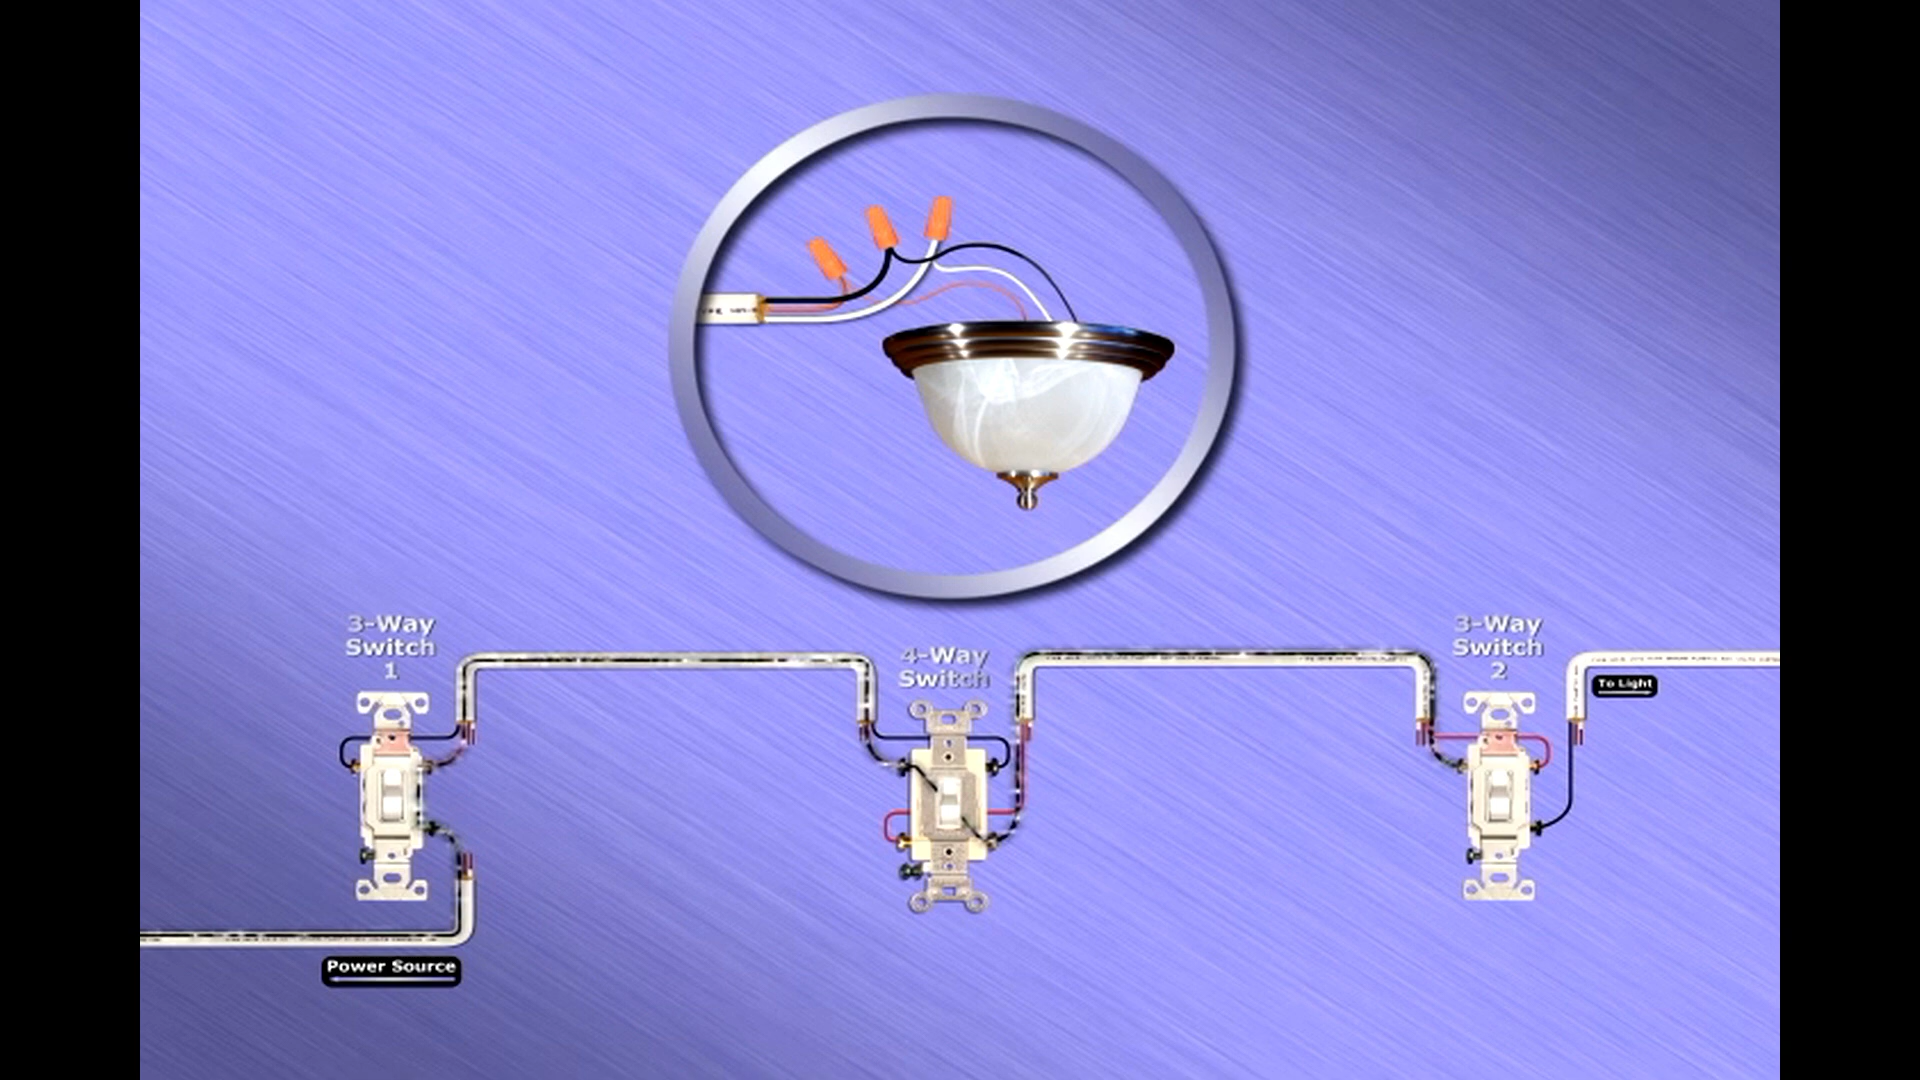 3-Way
Switch
1
4-Way
Switch
3-Way
Switch
2
To Light
Power Source